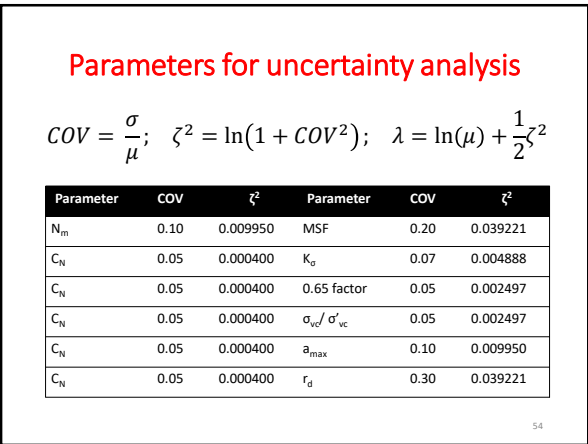 Parameters for uncertainty analysis
COV = σ/μ; ζ² = ln(1 + COV²); λ = ln(μ) + 1/2 ζ²
Parameter COV ζ² Parameter COV ζ²
Nₘ 0.10 0.009950 MSF 0.20 0.039221
C_N 0.05 0.000400 K_σ 0.07 0.004888
C_N 0.05 0.000400 0.65 factor 0.05 0.002497
C_N 0.05 0.000400 σ_vc/ σ'_vc 0.05 0.002497
C_N 0.05 0.000400 a_max 0.10 0.009950
C_N 0.05 0.000400 r_d 0.30 0.039221
54